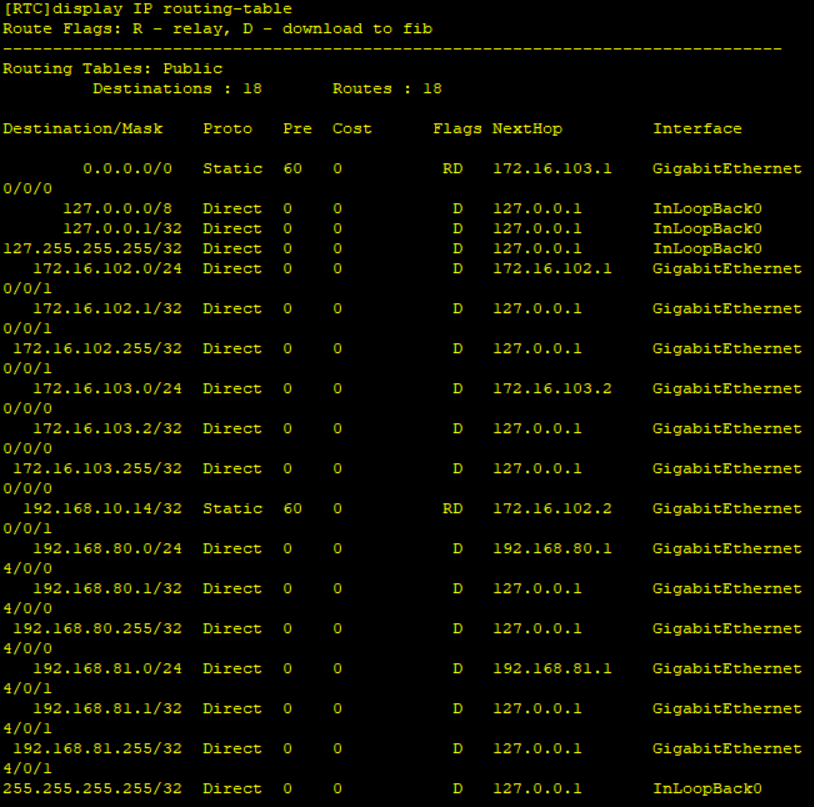 [RTC]display IP routing-table
Route Flags: R - relay, D - download to fib
------------------------------------------------------------------------------
Routing Tables: Public
         Destinations : 18       Routes : 18

Destination/Mask    Proto   Pre  Cost      Flags NextHop         Interface

        0.0.0.0/0   Static  60   0          RD   172.16.103.1    GigabitEthernet
0/0/0
      127.0.0.0/8   Direct  0    0           D   127.0.0.1       InLoopBack0
      127.0.0.1/32  Direct  0    0           D   127.0.0.1       InLoopBack0
127.255.255.255/32  Direct  0    0           D   127.0.0.1       InLoopBack0
   172.16.102.0/24  Direct  0    0           D   172.16.102.1    GigabitEthernet
0/0/1
   172.16.102.1/32  Direct  0    0           D   127.0.0.1       GigabitEthernet
0/0/1
 172.16.102.255/32  Direct  0    0           D   127.0.0.1       GigabitEthernet
0/0/1
   172.16.103.0/24  Direct  0    0           D   172.16.103.2    GigabitEthernet
0/0/0
   172.16.103.2/32  Direct  0    0           D   127.0.0.1       GigabitEthernet
0/0/0
 172.16.103.255/32  Direct  0    0           D   127.0.0.1       GigabitEthernet
0/0/0
  192.168.10.14/32  Static  60   0          RD   172.16.102.2    GigabitEthernet
0/0/1
   192.168.80.0/24  Direct  0    0           D   192.168.80.1    GigabitEthernet
4/0/0
   192.168.80.1/32  Direct  0    0           D   127.0.0.1       GigabitEthernet
4/0/0
 192.168.80.255/32  Direct  0    0           D   127.0.0.1       GigabitEthernet
4/0/0
   192.168.81.0/24  Direct  0    0           D   192.168.81.1    GigabitEthernet
4/0/1
   192.168.81.1/32  Direct  0    0           D   127.0.0.1       GigabitEthernet
4/0/1
 192.168.81.255/32  Direct  0    0           D   127.0.0.1       GigabitEthernet
4/0/1
255.255.255.255/32  Direct  0    0           D   127.0.0.1       InLoopBack0